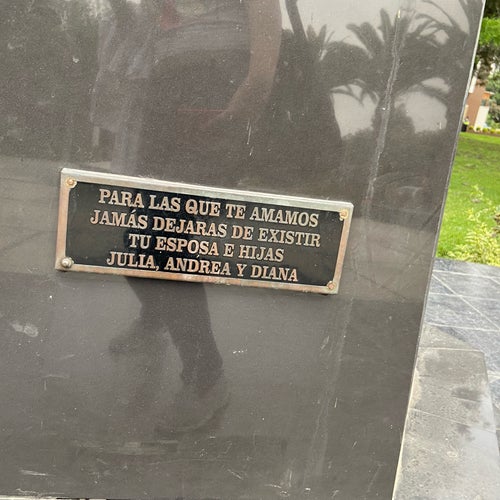 PARA LAS QUE TE AMAMOS
JAMÁS DEJARAS DE EXISTIR
TU ESPOSA E HIJAS
JULIA, ANDREA Y DIANA